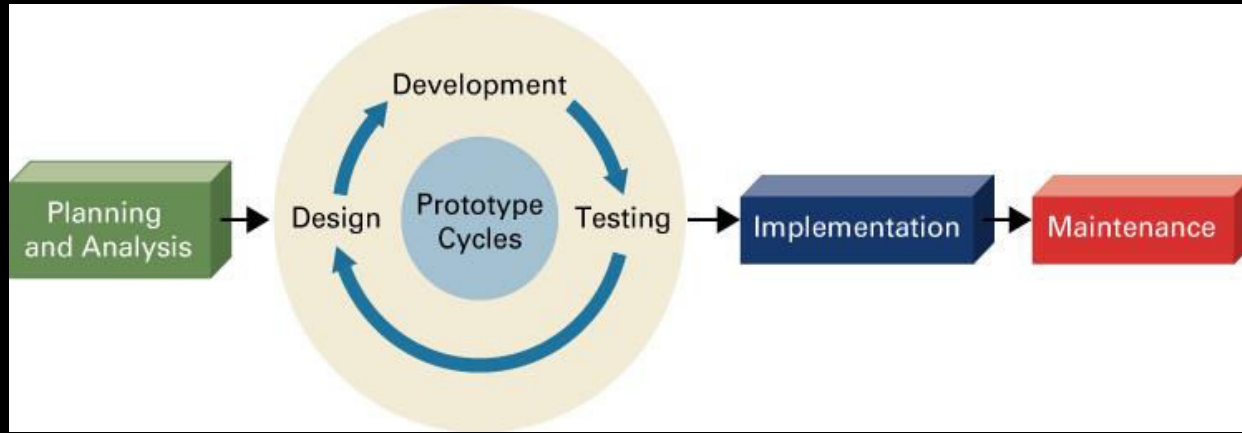 Planning
and Analysis
Design
Development
Prototype
Cycles
Testing
Implementation
Maintenance